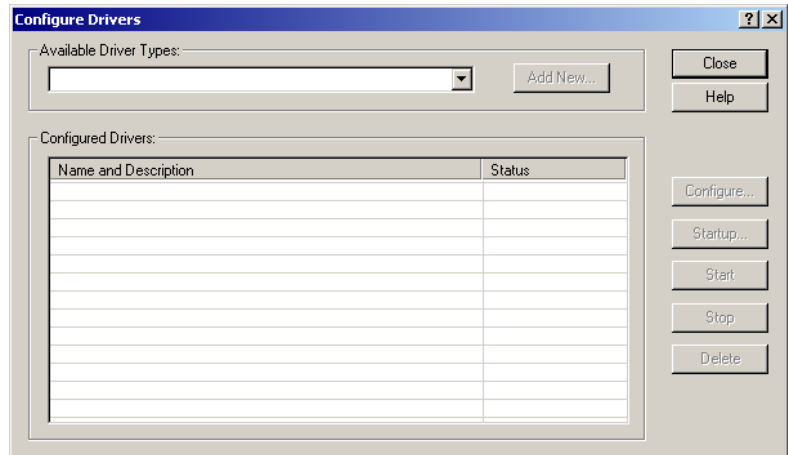 Configure Drivers
Available Driver Types:
Add New...
Close
Help
Configured Drivers:
Name and Description Status
Configure...
Startup...
Start
Stop
Delete